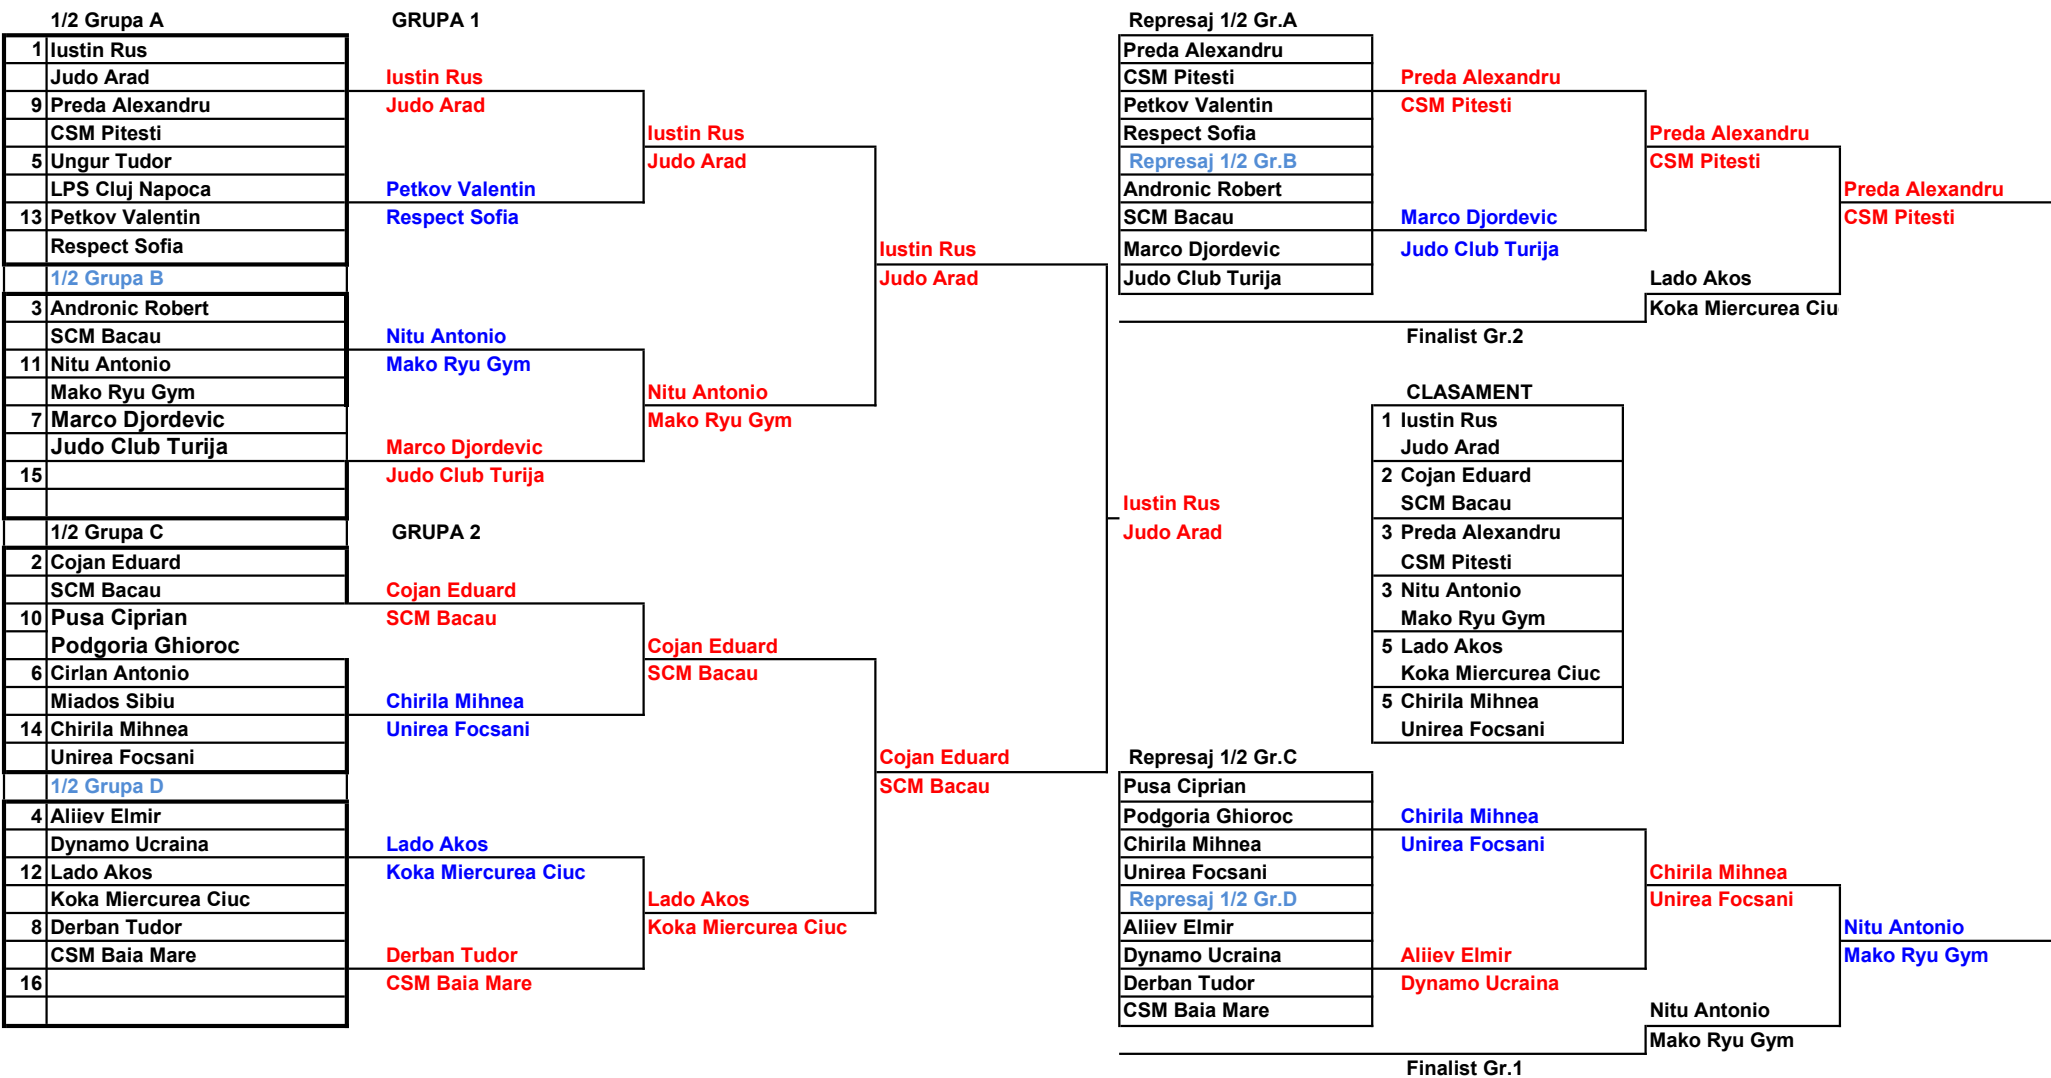 1/2 Grupa A
GRUPA 1
1 Iustin Rus
Judo Arad
9 Preda Alexandru
CSM Pitesti
5 Ungur Tudor
LPS Cluj Napoca
13 Petkov Valentin
Respect Sofia
1/2 Grupa B
3 Andronic Robert
SCM Bacau
11 Nitu Antonio
Mako Ryu Gym
7 Marco Djordevic
Judo Club Turija
15
1/2 Grupa C
GRUPA 2
2 Cojan Eduard
SCM Bacau
10 Pusa Ciprian
Podgoria Ghioroc
6 Cirlan Antonio
Miados Sibiu
14 Chirila Mihnea
Unirea Focsani
1/2 Grupa D
4 Aliiev Elmir
Dynamo Ucraina
12 Lado Akos
Koka Miercurea Ciuc
8 Derban Tudor
CSM Baia Mare
16
Iustin Rus
Judo Arad
Petkov Valentin
Respect Sofia
Nitu Antonio
Mako Ryu Gym
Marco Djordevic
Judo Club Turija
Cojan Eduard
SCM Bacau
Chirila Mihnea
Unirea Focsani
Lado Akos
Koka Miercurea Ciuc
Derban Tudor
CSM Baia Mare
Iustin Rus
Judo Arad
Nitu Antonio
Mako Ryu Gym
Cojan Eduard
SCM Bacau
Lado Akos
Koka Miercurea Ciuc
Iustin Rus
Judo Arad
Cojan Eduard
SCM Bacau
Iustin Rus
Judo Arad
Represaj 1/2 Gr.A
Preda Alexandru
CSM Pitesti
Petkov Valentin
Respect Sofia
Represaj 1/2 Gr.B
Andronic Robert
SCM Bacau
Marco Djordevic
Judo Club Turija
Preda Alexandru
CSM Pitesti
Marco Djordevic
Judo Club Turija
Preda Alexandru
CSM Pitesti
Lado Akos
Koka Miercurea Ciu
Finalist Gr.2
Preda Alexandru
CSM Pitesti
CLASAMENT
1 Iustin Rus
Judo Arad
2 Cojan Eduard
SCM Bacau
3 Preda Alexandru
CSM Pitesti
3 Nitu Antonio
Mako Ryu Gym
5 Lado Akos
Koka Miercurea Ciuc
5 Chirila Mihnea
Unirea Focsani
Represaj 1/2 Gr.C
Pusa Ciprian
Podgoria Ghioroc
Chirila Mihnea
Unirea Focsani
Represaj 1/2 Gr.D
Aliiev Elmir
Dynamo Ucraina
Derban Tudor
CSM Baia Mare
Chirila Mihnea
Unirea Focsani
Aliiev Elmir
Dynamo Ucraina
Chirila Mihnea
Unirea Focsani
Nitu Antonio
Mako Ryu Gym
Finalist Gr.1
Nitu Antonio
Mako Ryu Gym